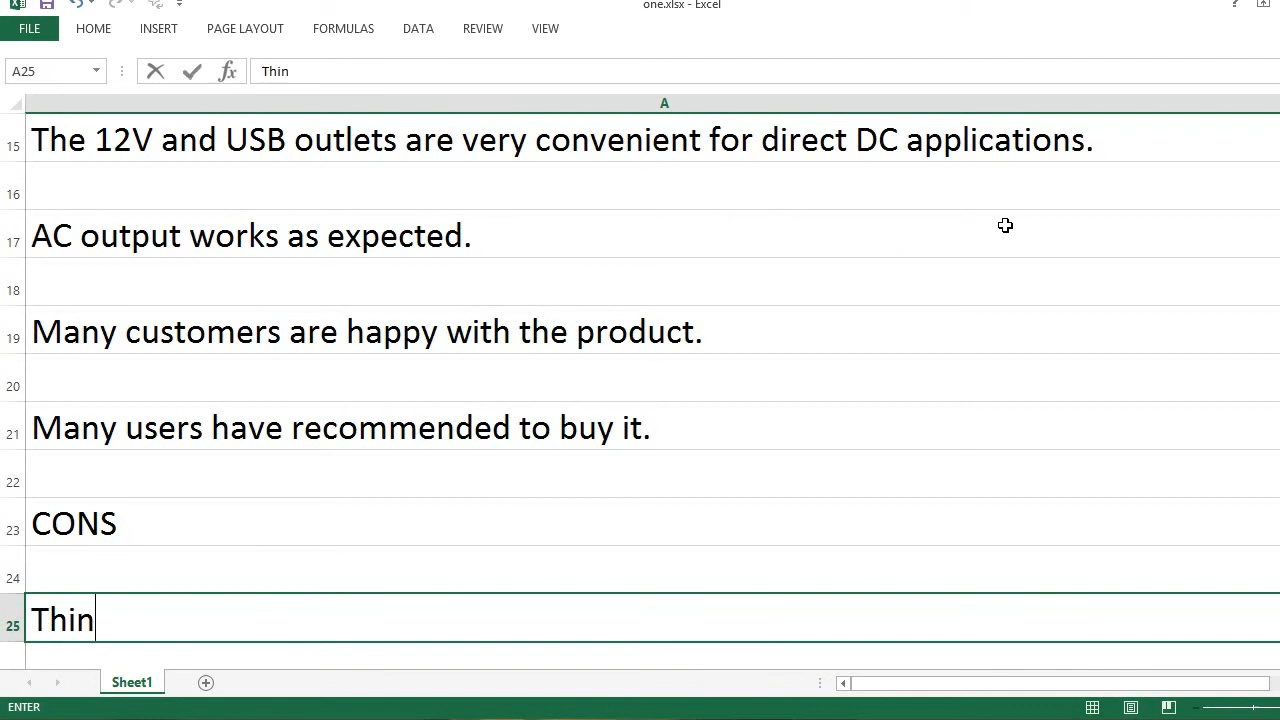 one.xlsx - Excel
?
FILE HOME INSERT PAGE LAYOUT FORMULAS DATA REVIEW VIEW
A25 fx Thin
A
15 The 12V and USB outlets are very convenient for direct DC applications.
16
17 AC output works as expected.
18
19 Many customers are happy with the product.
20
21 Many users have recommended to buy it.
22
23 CONS
24
25 Thin
Sheet1
ENTER